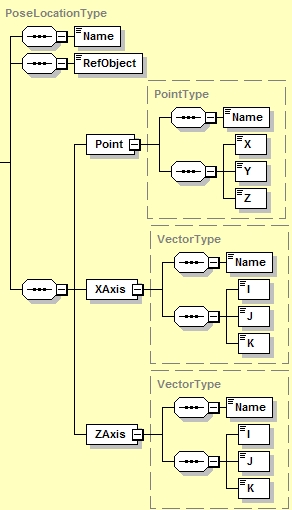 PoseLocationType
Name
RefObject
PointType
Point
Name
X
Y
Z
VectorType
XAxis
Name
I
J
K
VectorType
ZAxis
Name
I
J
K